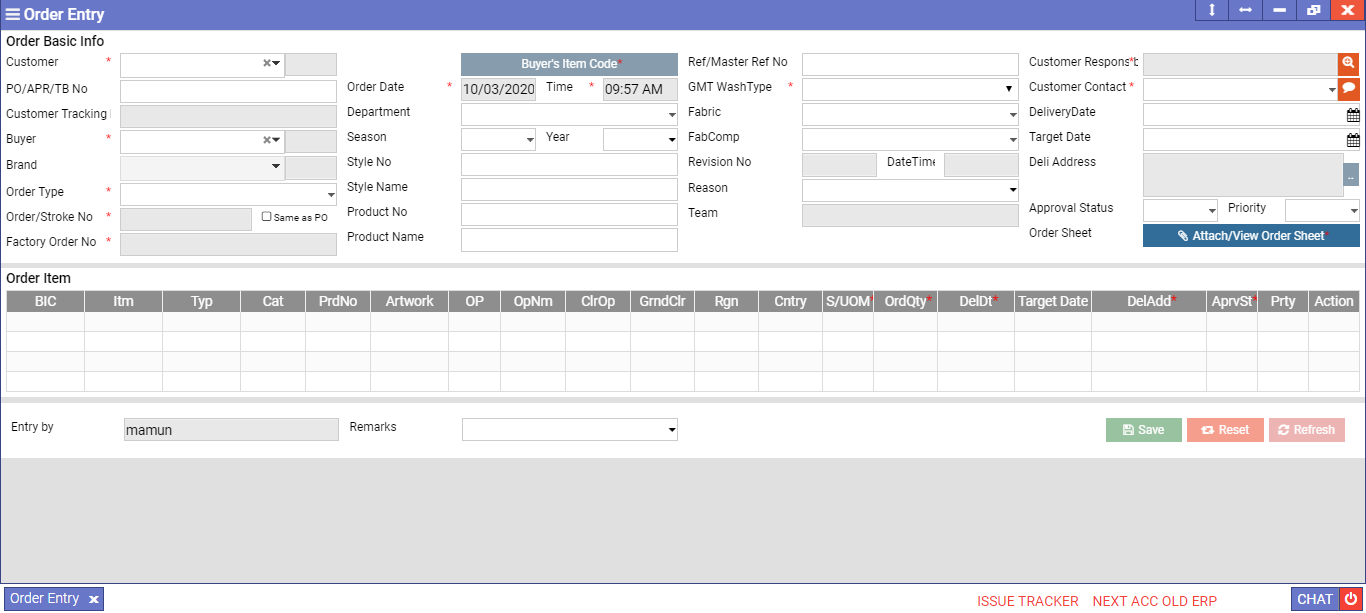 Order Entry
Order Basic Info
Customer *
PO/APR/TB No
Customer Tracking
Buyer *
Brand
Order Type *
Order/Stroke No * Same as PO
Factory Order No *
Buyer's Item Code*
Order Date * 10/03/2020 Time * 09:57 AM
Department
Season Year
Style No
Style Name
Product No
Product Name
Ref/Master Ref No
GMT WashType *
Fabric
FabComp
Revision No DateTime
Reason
Team
Customer Respons*
Customer Contact *
DeliveryDate
Target Date
Deli Address ..
Approval Status Priority
Order Sheet Attach/View Order Sheet*
Order Item
BIC Itm Typ Cat PrdNo Artwork OP OpNm ClrOp GrndClr Rgn Cntry S/UOM* OrdQty* DelDt* Target Date DelAdd* AprvSt* Prty Action
Entry by mamun Remarks Save Reset Refresh
Order Entry x ISSUE TRACKER NEXT ACC OLD ERP CHAT